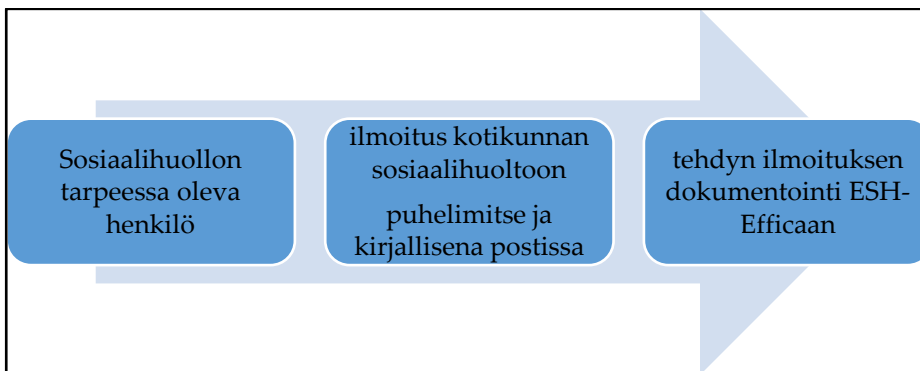 Sosiaalihuollon
tarpeessa oleva
henkilö
ilmoitus kotikunnan
sosiaalihuoltoon
puhelimitse ja
kirjallisena postissa
tehdyn ilmoituksen
dokumentointi ESH-
Efficaan